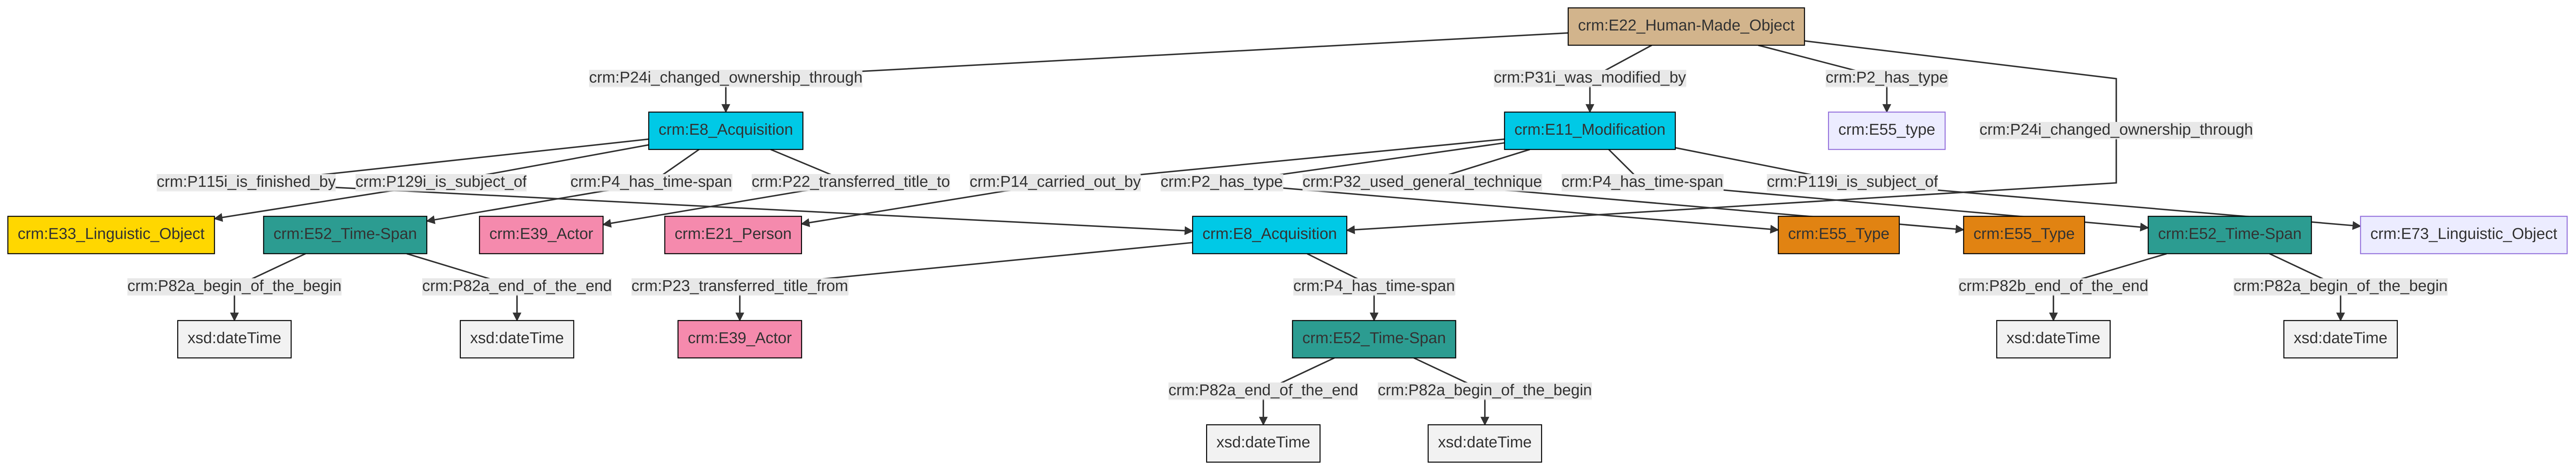 crm:E22_Human-Made_Object
crm:P24i_changed_ownership_through
crm:P31i_was_modified_by
crm:P2_has_type
crm:E8_Acquisition
crm:E11_Modification
crm:E55_type
crm:P24i_changed_ownership_through
crm:P115i_is_finished_by
crm:P129i_is_subject_of
crm:P4_has_time-span
crm:P22_transferred_title_to
crm:P14_carried_out_by
crm:P2_has_type
crm:P32_used_general_technique
crm:P4_has_time-span
crm:P119i_is_subject_of
crm:E33_Linguistic_Object
crm:E52_Time-Span
crm:E39_Actor
crm:E21_Person
crm:E8_Acquisition
crm:E55_Type
crm:E55_Type
crm:E52_Time-Span
crm:E73_Linguistic_Object
crm:P82a_begin_of_the_begin
crm:P82a_end_of_the_end
crm:P23_transferred_title_from
crm:P4_has_time-span
crm:P82b_end_of_the_end
crm:P82a_begin_of_the_begin
xsd:dateTime
xsd:dateTime
crm:E39_Actor
crm:E52_Time-Span
xsd:dateTime
xsd:dateTime
crm:P82a_end_of_the_end
crm:P82a_begin_of_the_begin
xsd:dateTime
xsd:dateTime